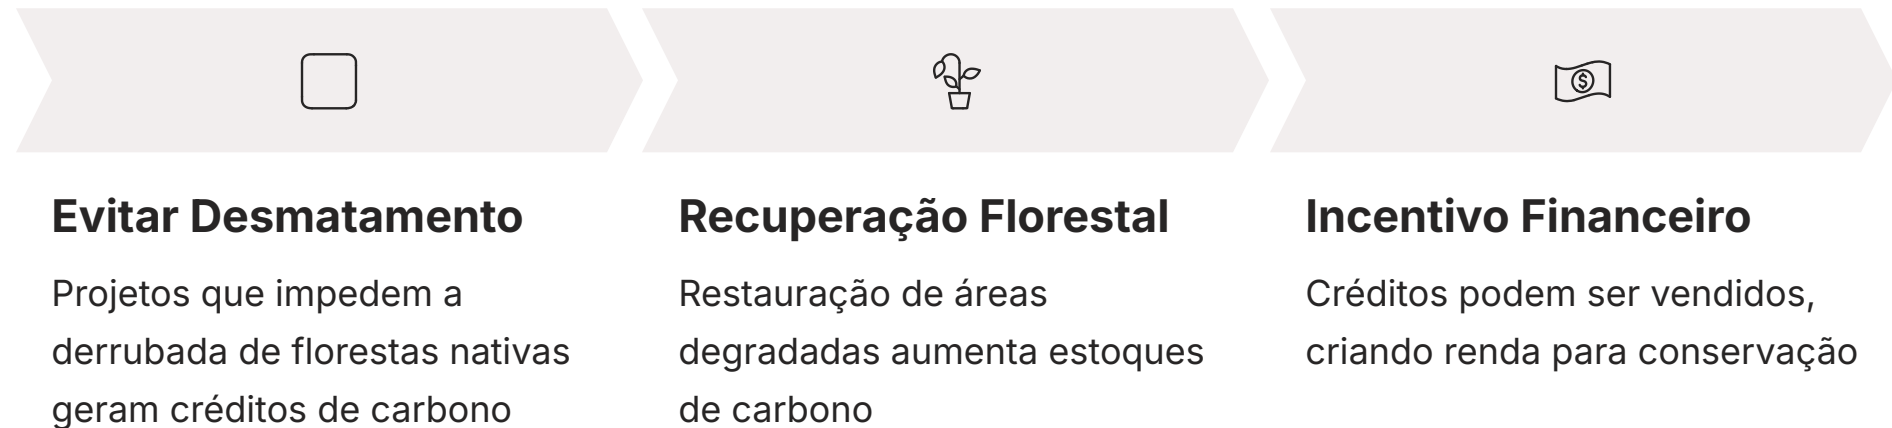 Evitar Desmatamento
Projetos que impedem a
derrubada de florestas nativas
geram créditos de carbono
Recuperação Florestal
Restauração de áreas
degradadas aumenta estoques
de carbono
Incentivo Financeiro
Créditos podem ser vendidos,
criando renda para conservação